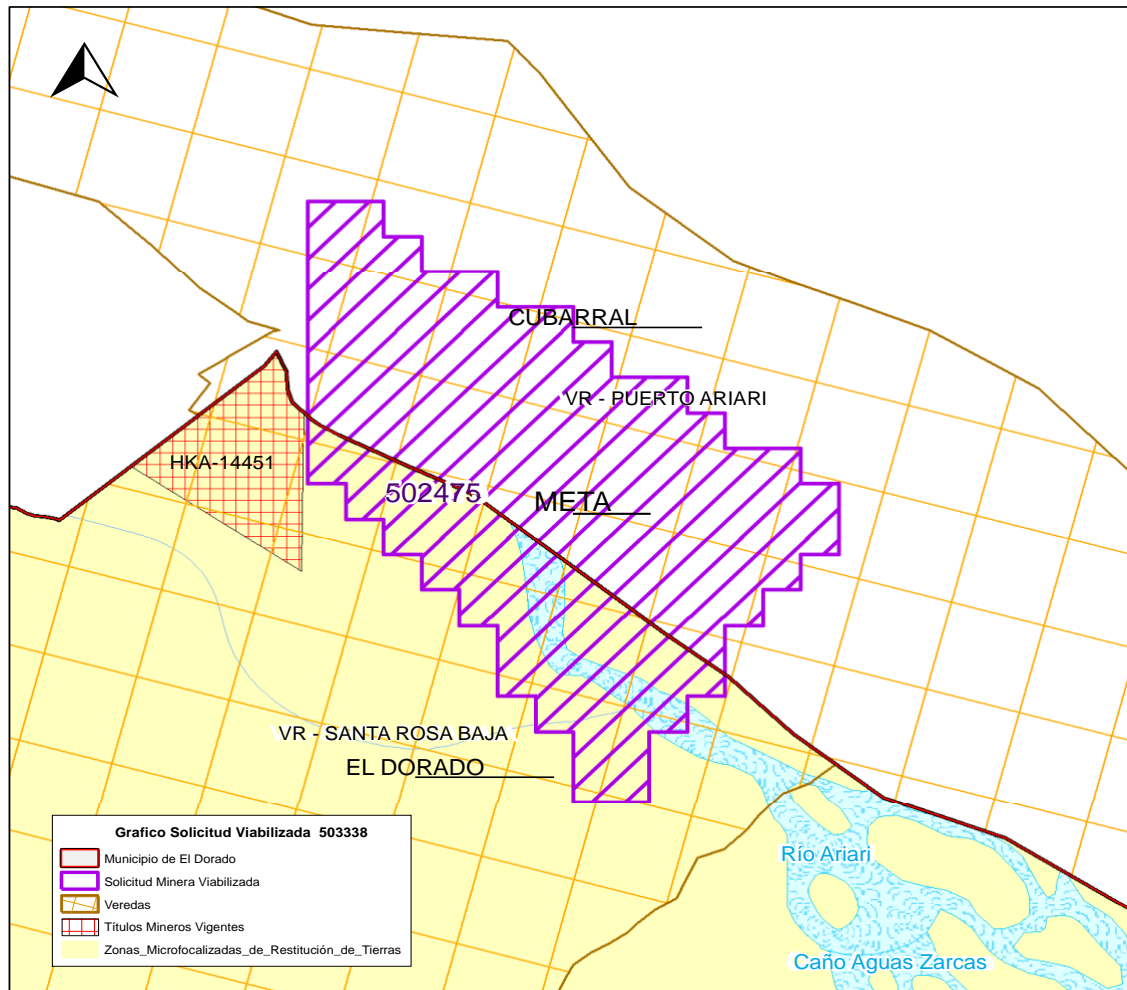 CUBARRAL
VR - PUERTO ARIARI
HKA-14451
502475
META
VR - SANTA ROSA BAJA
EL DORADO
Río Ariari
Caño Aguas Zarcas
Grafico Solicitud Viabilizada 503338
Municipio de El Dorado
Solicitud Minera Viabilizada
Veredas
Títulos Mineros Vigentes
Zonas_Microfocalizadas_de_Restitución_de_Tierras